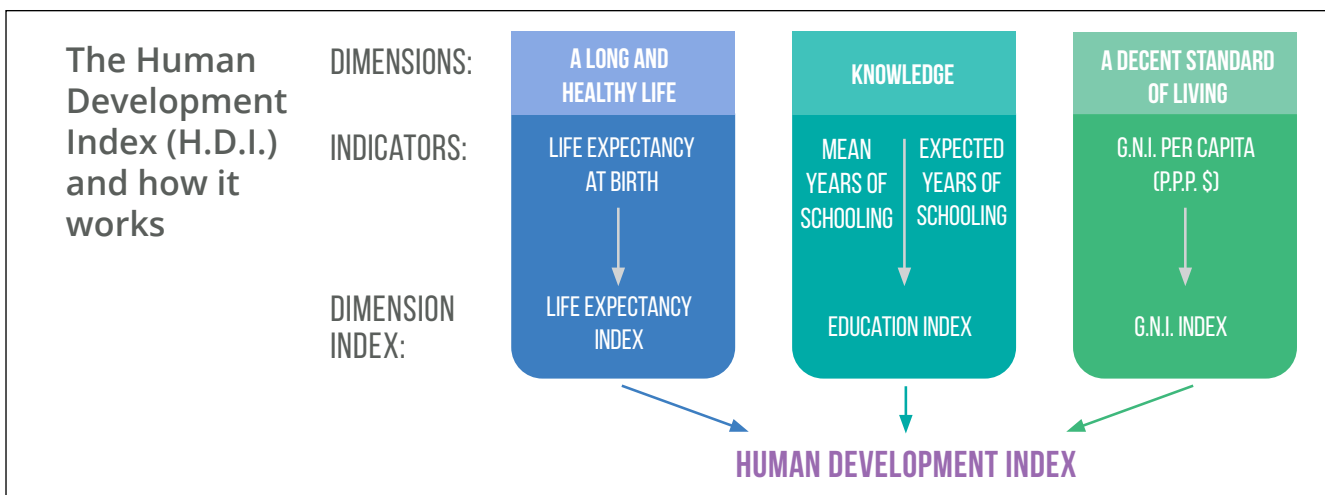 The Human
Development
Index (H.D.I.)
and how it
works
DIMENSIONS:
A LONG AND
HEALTHY LIFE
KNOWLEDGE
A DECENT STANDARD
OF LIVING
INDICATORS:
LIFE EXPECTANCY
AT BIRTH
MEAN
YEARS OF
SCHOOLING
EXPECTED
YEARS OF
SCHOOLING
G.N.I. PER CAPITA
(P.P.P. $)
DIMENSION
INDEX:
LIFE EXPECTANCY
INDEX
EDUCATION INDEX
G.N.I. INDEX
HUMAN DEVELOPMENT INDEX